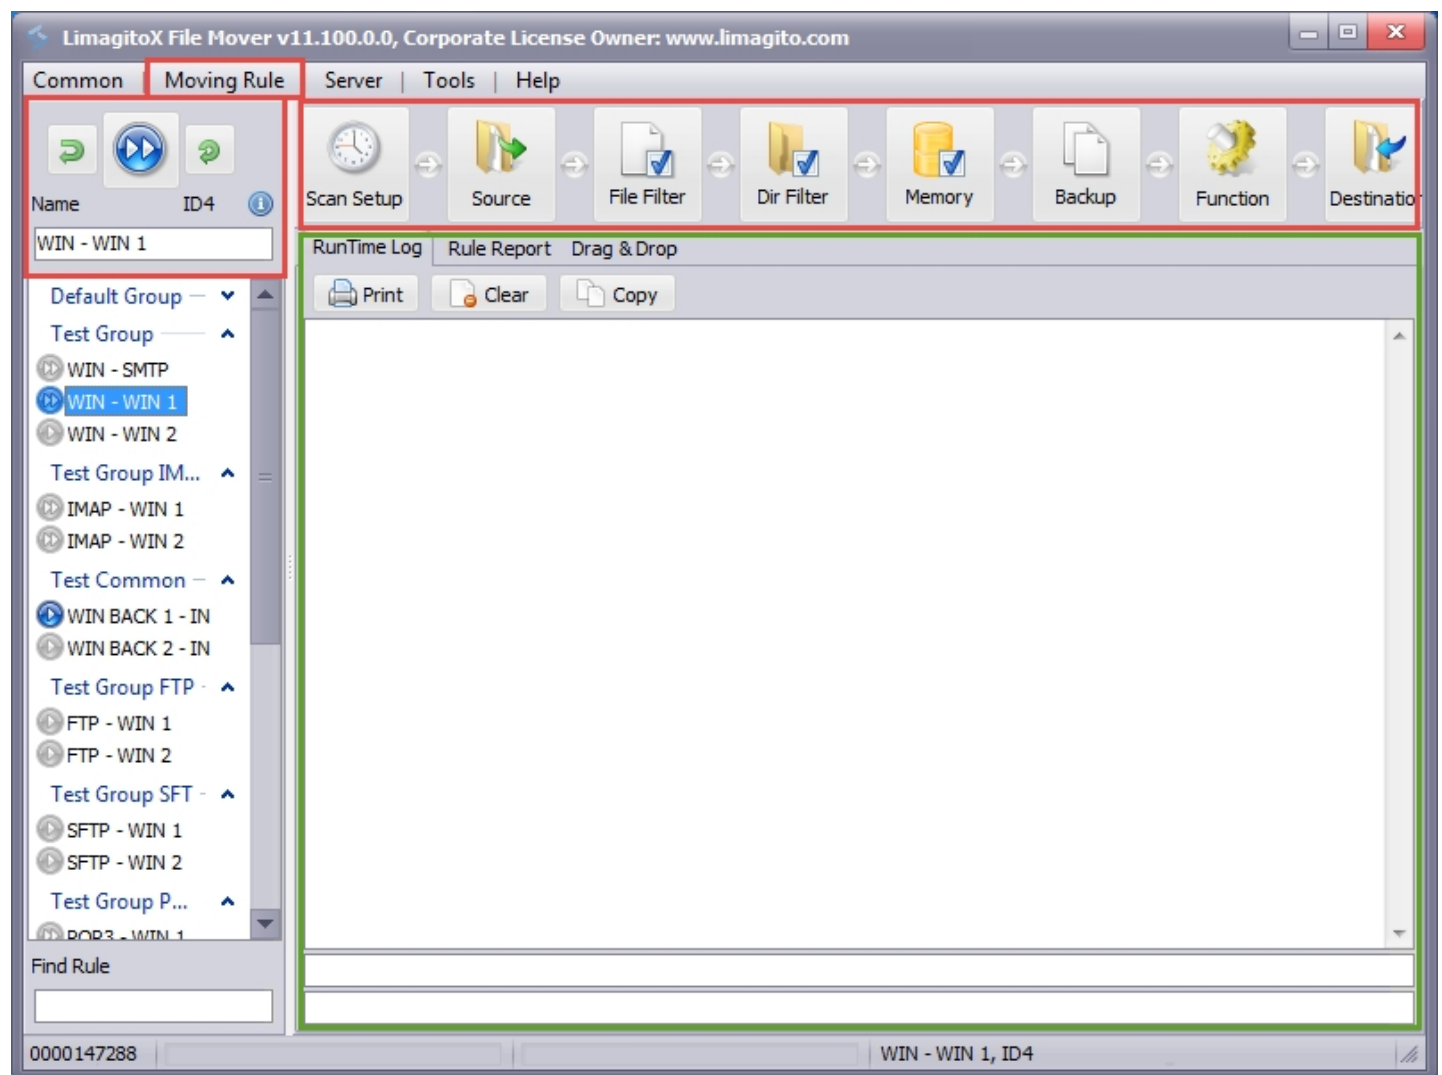 LimagitoX File Mover v11.100.0.0, Corporate License Owner: www.limagito.com
Common | Moving Rule | Server | Tools | Help
Scan Setup Source File Filter Dir Filter Memory Backup Function Destination
Name ID4
WIN - WIN 1
RunTime Log Rule Report Drag & Drop
Print Clear Copy
Default Group
Test Group
WIN - SMTP
WIN - WIN 1
WIN - WIN 2
Test Group IM...
IMAP - WIN 1
IMAP - WIN 2
Test Common
WIN BACK 1 - IN
WIN BACK 2 - IN
Test Group FTP
FTP - WIN 1
FTP - WIN 2
Test Group SFT
SFTP - WIN 1
SFTP - WIN 2
Test Group P...
POP3 - WIN 1
Find Rule
0000147288 WIN - WIN 1, ID4